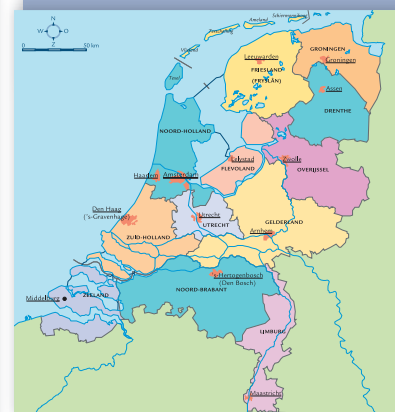 Schiermonnikoog
Ameland
Terschelling
N
W O
Z
0 50 km
Vlieland
Texel
GRONINGEN
Groningen
Leeuwarden
FRIESLAND
(FRYSLÂN)
Assen
DRENTHE
NOORD-HOLLAND
Haarlem
Amsterdam
Lelystad
FLEVOLAND
Zwolle
OVERIJSSEL
Den Haag
('s-Gravenhage)
Utrecht
UTRECHT
GELDERLAND
Arnhem
ZUID-HOLLAND
's-Hertogenbosch
(Den Bosch)
NOORD-BRABANT
Middelburg
ZEELAND
LIMBURG
Maastricht